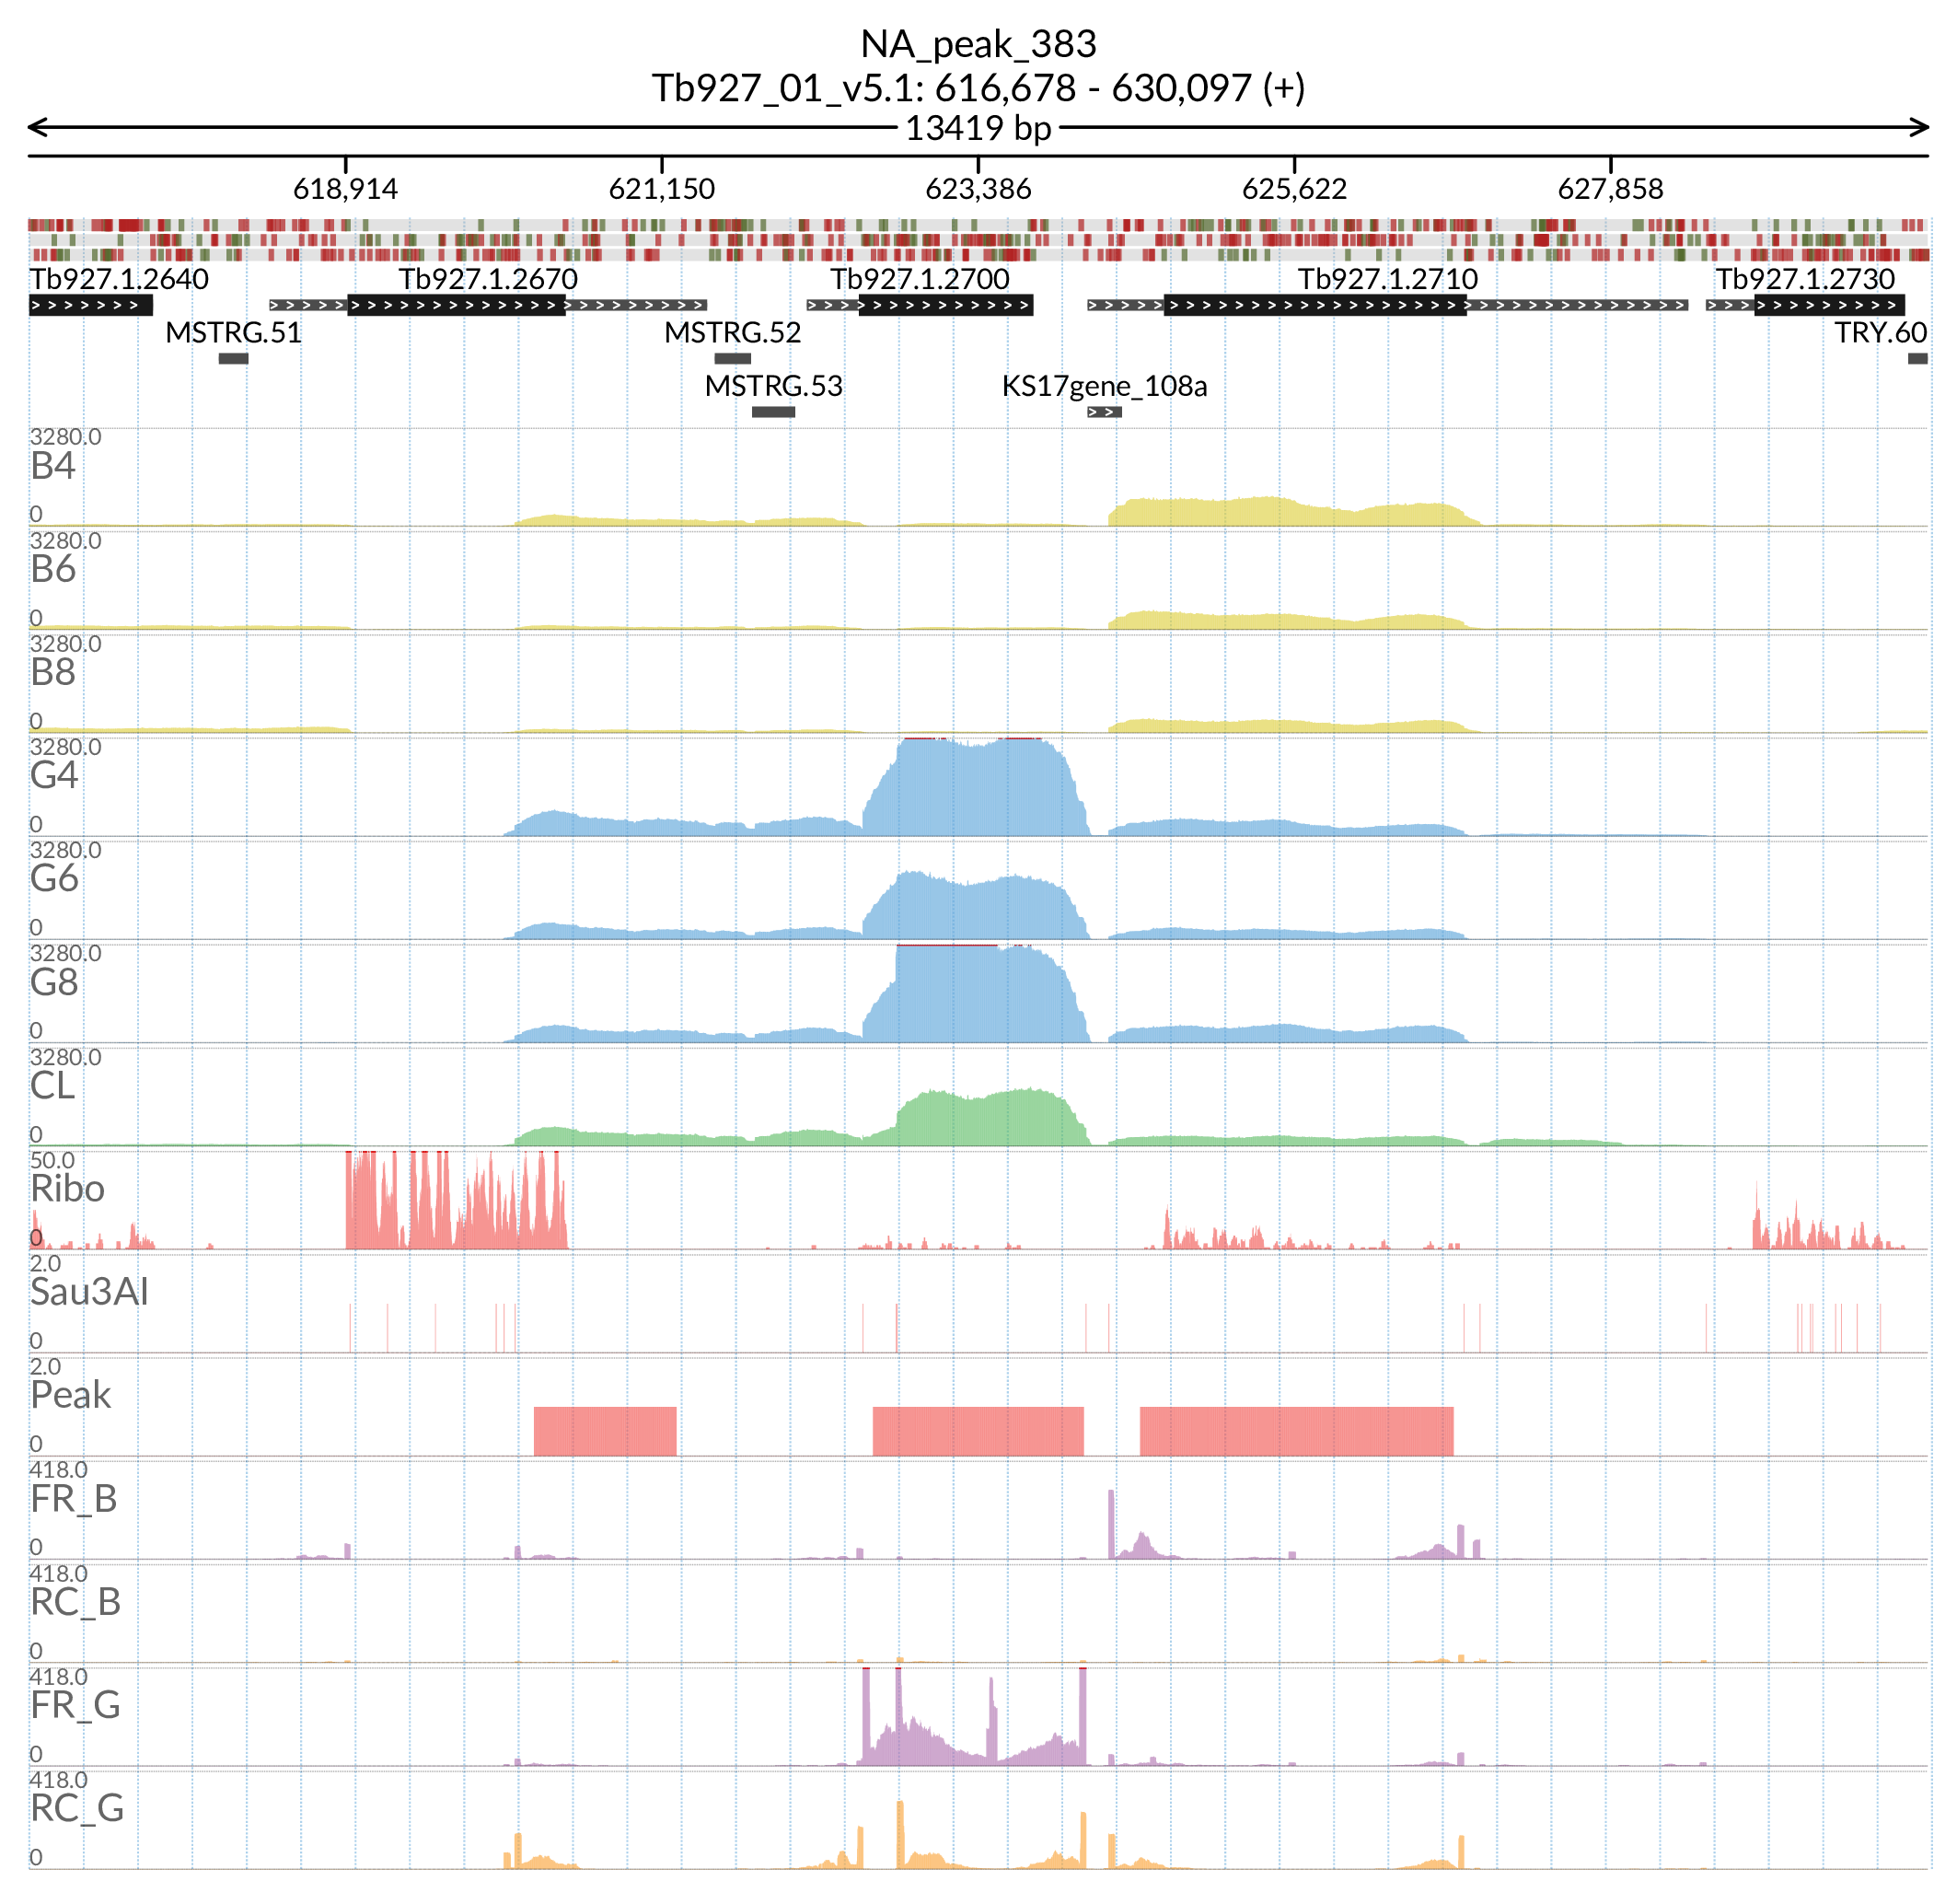 NA_peak_383
Tb927_01_v5.1: 616,678 - 630,097 (+)
13419 bp
618,914 621,150 623,386 625,622 627,858
Tb927.1.2640 Tb927.1.2670 Tb927.1.2700 Tb927.1.2710 Tb927.1.2730
MSTRG.51 MSTRG.52 TRY.60
MSTRG.53 KS17gene_108a
3280.0
B4
0
3280.0
B6
0
3280.0
B8
0
3280.0
G4
0
3280.0
G6
0
3280.0
G8
0
3280.0
CL
0
50.0
Ribo
0
2.0
Sau3AI
0
2.0
Peak
0
418.0
FR_B
0
418.0
RC_B
0
418.0
FR_G
0
418.0
RC_G
0